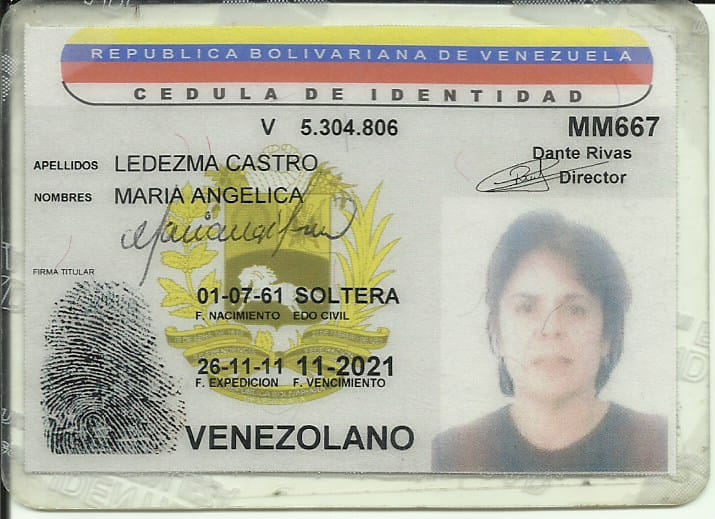 REPUBLICA BOLIVARIANA DE VENEZUELA
CEDULA DE IDENTIDAD
V 5.304.806 MM667
APELLIDOS LEDEZMA CASTRO
Dante Rivas
Director
NOMBRES MARIA ANGELICA
FIRMA TITULAR
01-07-61 SOLTERA
F. NACIMIENTO EDO CIVIL
26-11-11 11-2021
F. EXPEDICION F. VENCIMIENTO
VENEZOLANO